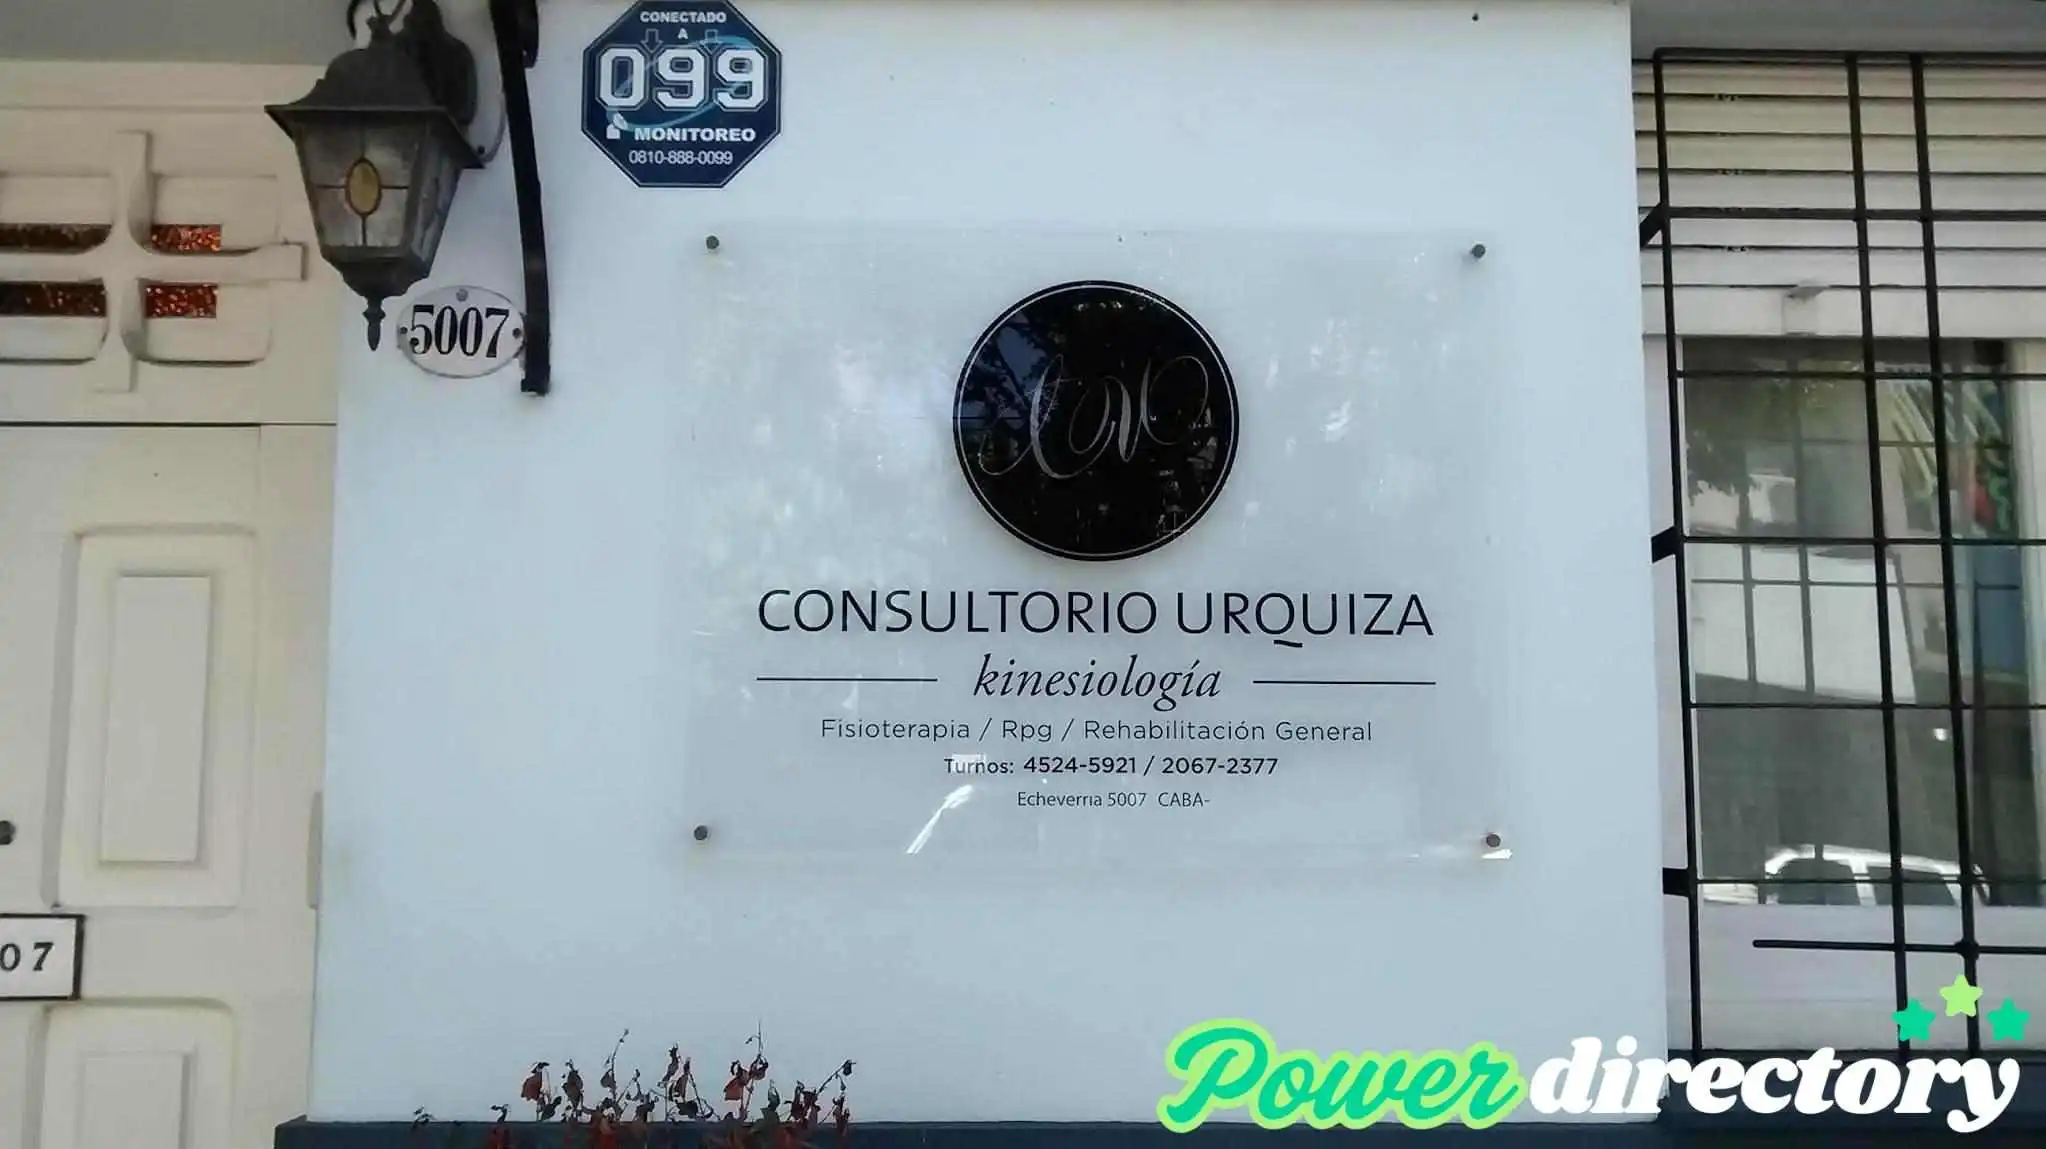 CONECTADO
A
099
MONITOREO
0810-888-0099
5007
CONSULTORIO URQUIZA
kinesiología
Fisioterapia / Rpg / Rehabilitación General
Turnos: 4524-5921 / 2067-2377
Echeverria 5007 CABA-
07
Power directory